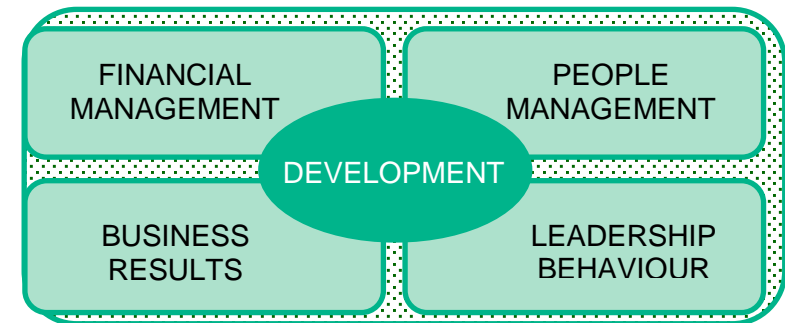 FINANCIAL
MANAGEMENT
PEOPLE
MANAGEMENT
DEVELOPMENT
BUSINESS
RESULTS
LEADERSHIP
BEHAVIOUR